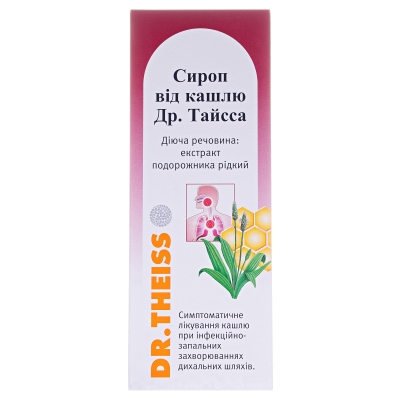 Сироп
від кашлю
Др. Тайсса
Діюча речовина:
екстракт
подорожника рідкий
DR.THEISS
Симптоматичне
лікування кашлю
при інфекційно-
запальних
захворюваннях
дихальних шляхів.